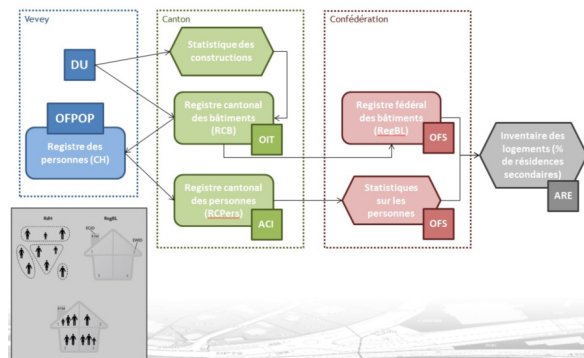 Vevey
Canton
Confédération
DU
Statistique des
constructions
OFPOP
Registre des
personnes (CH)
Registre cantonal
des bâtiments
(RCB)
OIT
Registre fédéral
des bâtiments
(RegBL)
OFS
Inventaire des
logements (%
de résidences
secondaires)
ARE
Registre cantonal
des personnes
(RCPers)
ACI
Statistiques
sur les
personnes
OFS
RdH
RegBL